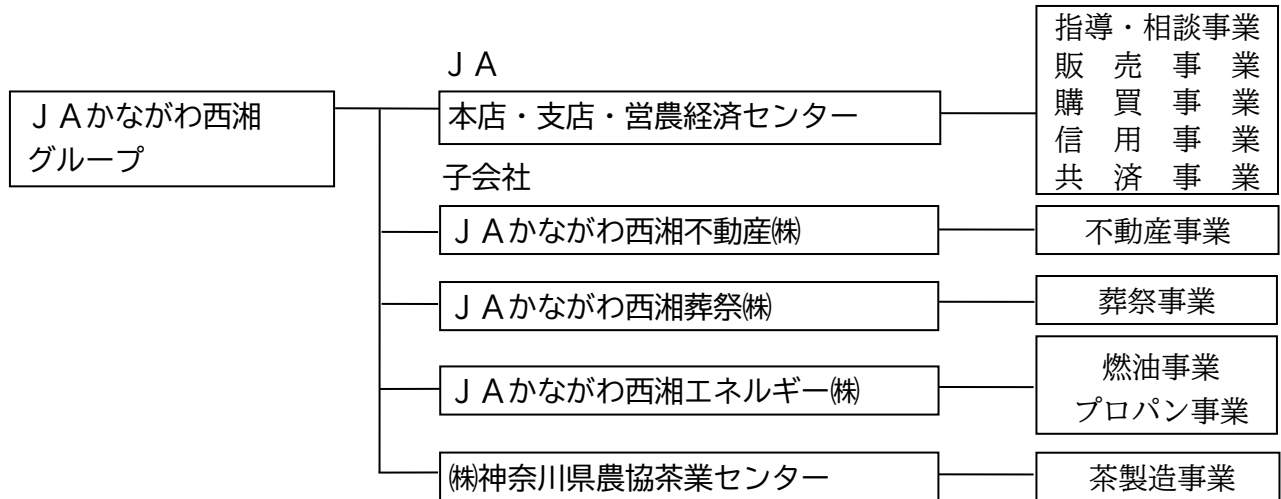 ＪＡかながわ西湘
グループ
ＪＡ
本店・支店・営農経済センター
指導・相談事業
販売事業
購買事業
信用事業
共済事業
子会社
ＪＡかながわ西湘不動産㈱
不動産事業
ＪＡかながわ西湘葬祭㈱
葬祭事業
ＪＡかながわ西湘エネルギー㈱
燃油事業
プロパン事業
㈱神奈川県農協茶業センター
茶製造事業